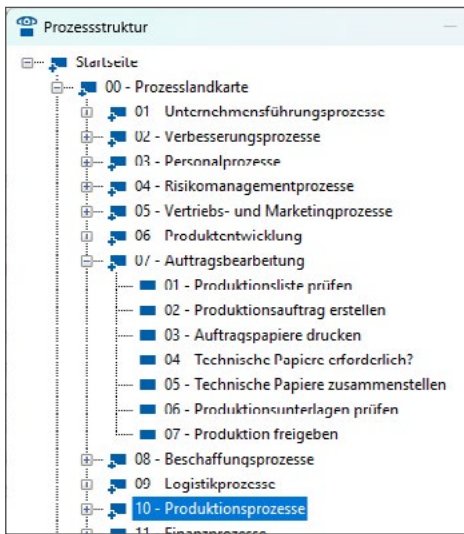 Prozessstruktur
Startseite
00 - Prozesslandkarte
01 - Unternehmensführungsprozesse
02 - Verbesserungsprozesse
03 - Personalprozesse
04 - Risikomanagementprozesse
05 - Vertriebs- und Marketingprozesse
06 - Produktentwicklung
07 - Auftragsbearbeitung
01 - Produktionsliste prüfen
02 - Produktionsauftrag erstellen
03 - Auftragspapiere drucken
04 - Technische Papiere erforderlich?
05 - Technische Papiere zusammenstellen
06 - Produktionsunterlagen prüfen
07 - Produktion freigeben
08 - Beschaffungsprozesse
09 - Logistikprozesse
10 - Produktionsprozesse
11 - Finanzprozesse